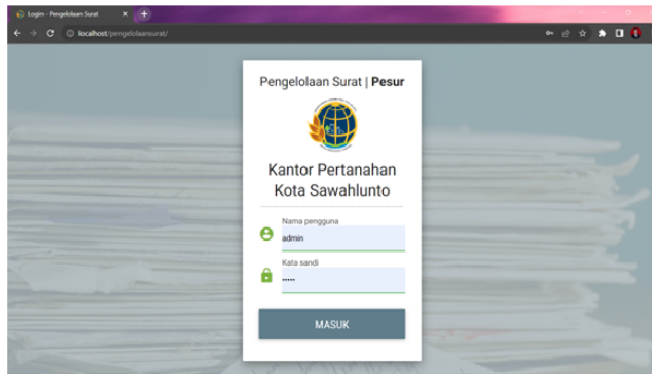 Login - Pengelolaan Surat
localhost/pengelolaansurat/
Pengelolaan Surat | Pesur
Kantor Pertanahan
Kota Sawahlunto
Nama pengguna
admin
Kata sandi
•••••
MASUK